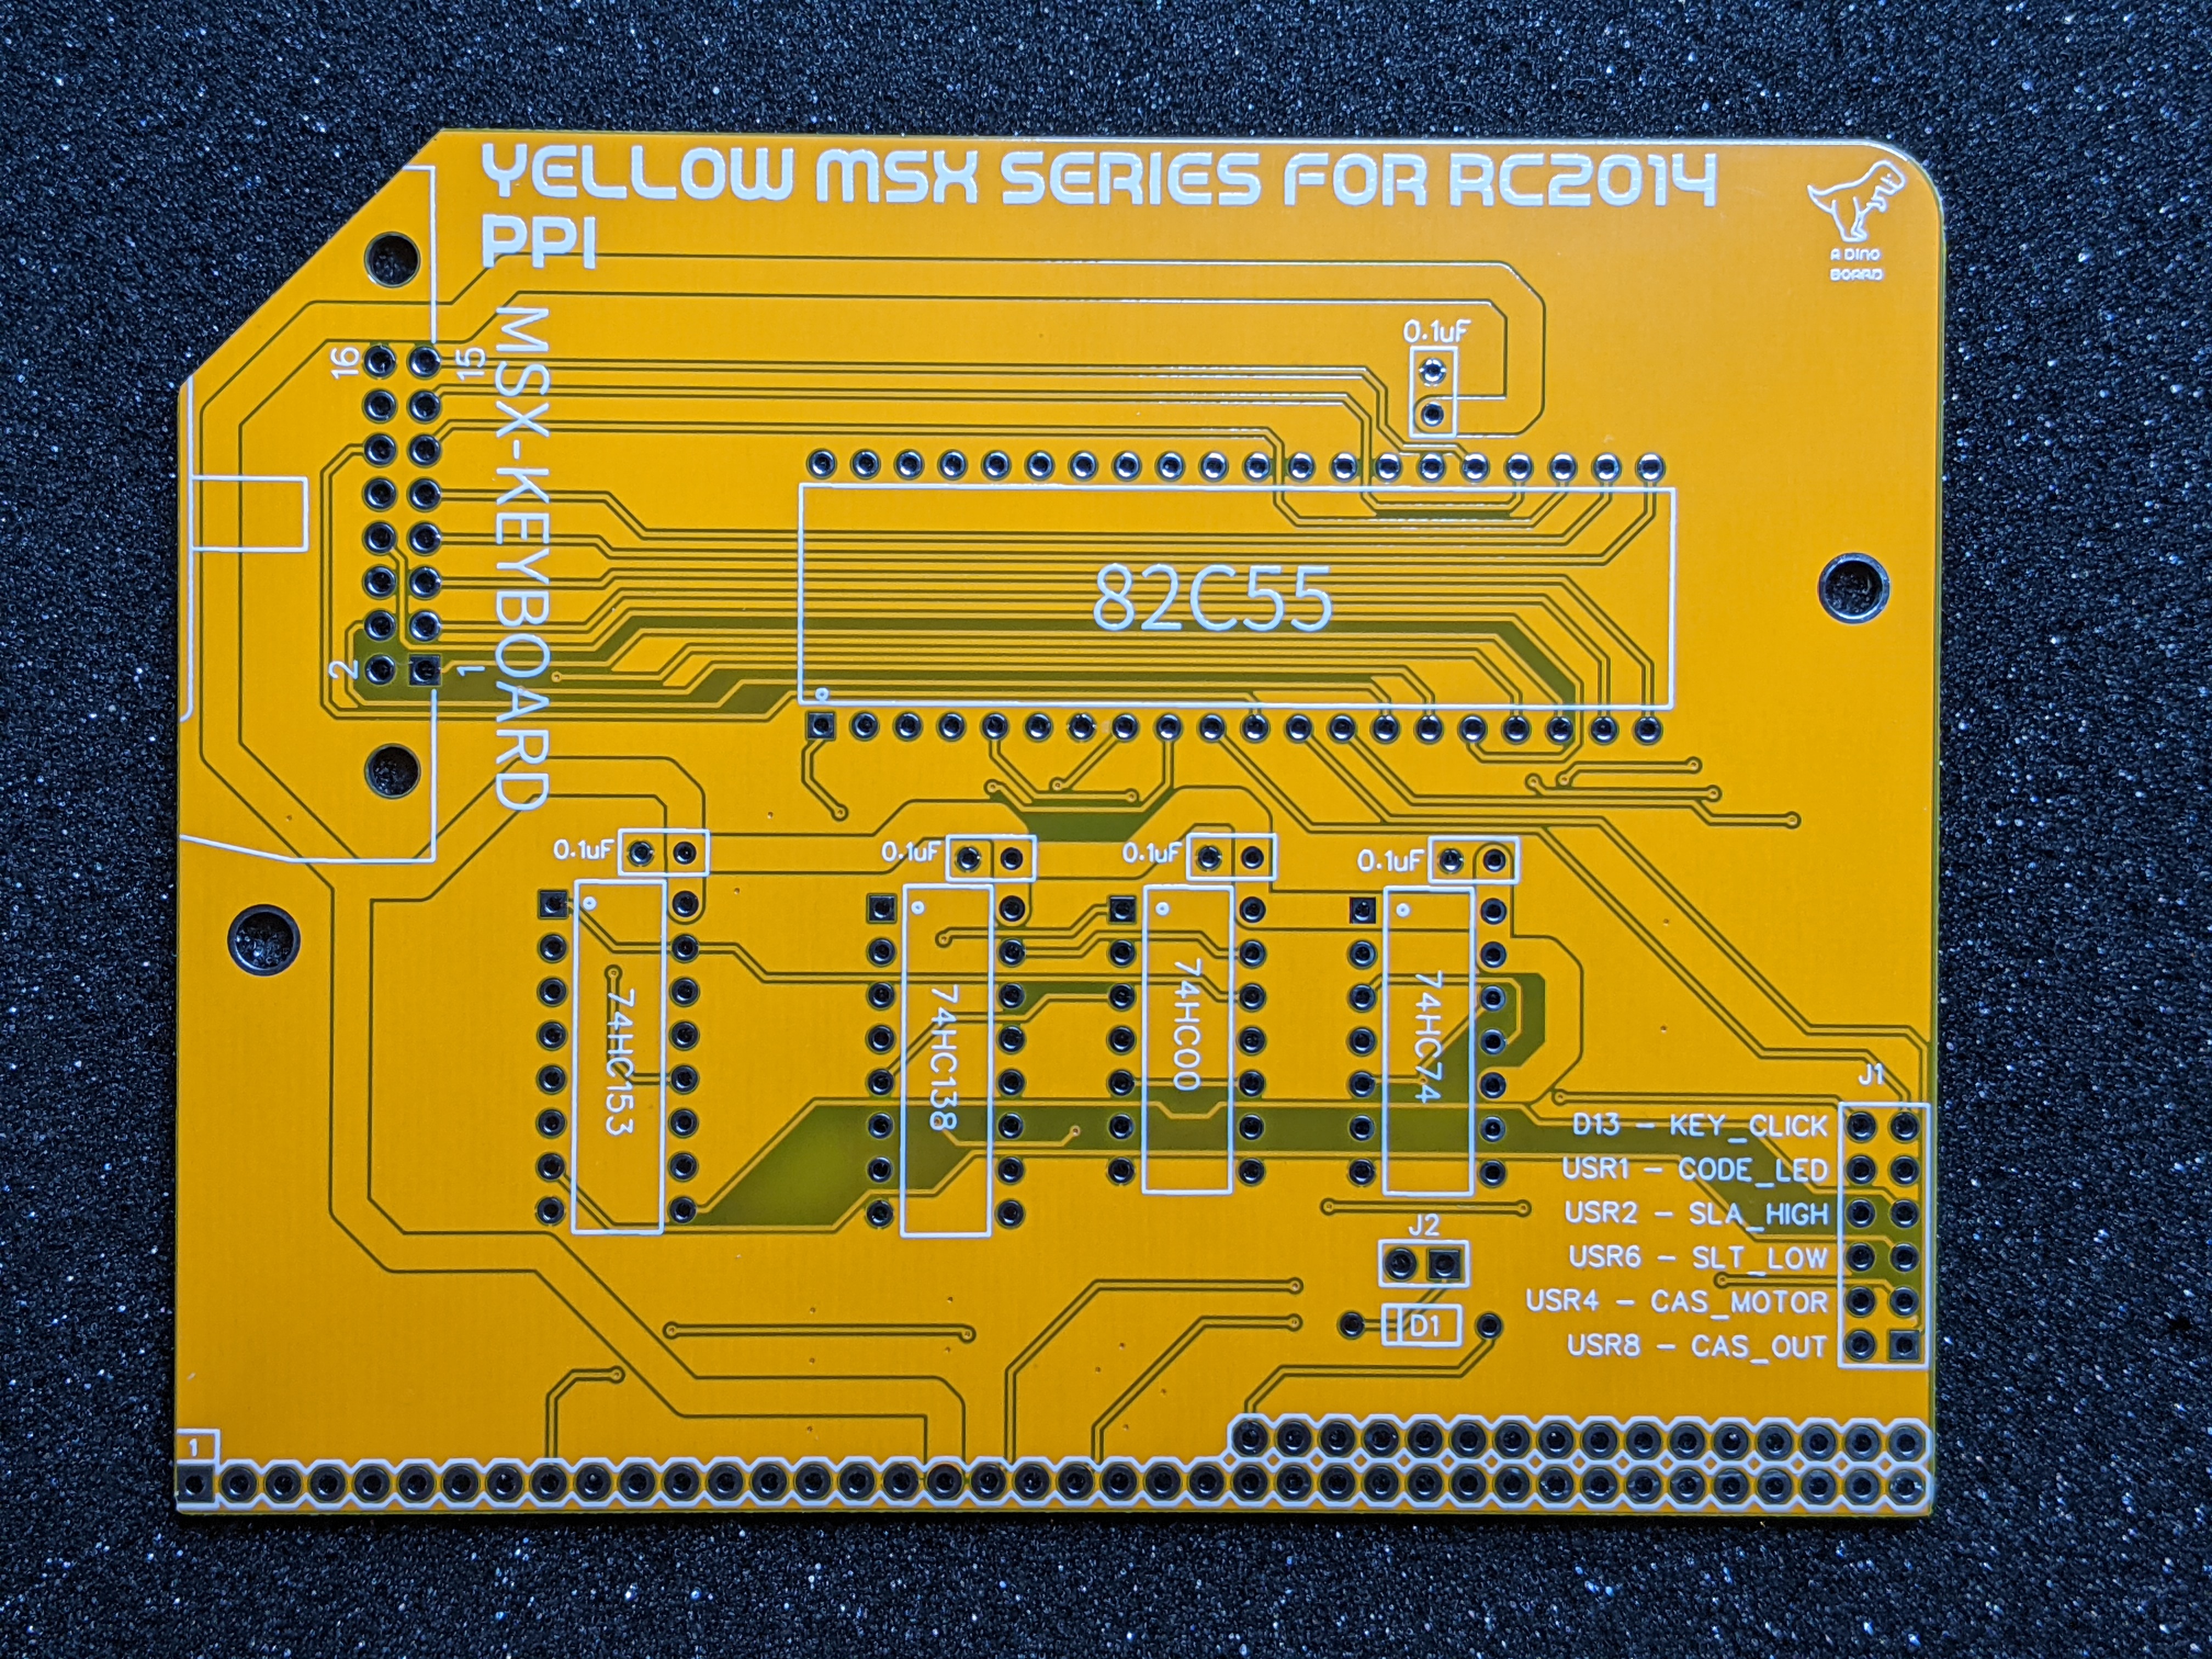 YELLOW MSX SERIES FOR RC2014
PPI
A DINO
BOARD
MSX-KEYBOARD
16
15
2
1
0.1uF
82C55
0.1uF
0.1uF
0.1uF
0.1uF
74HC153
74HC138
74HC00
74HC74
J1
D13 - KEY_CLICK
USR1 - CODE_LED
USR2 - SLA_HIGH
USR6 - SLT_LOW
USR4 - CAS_MOTOR
USR8 - CAS_OUT
J2
D1
1